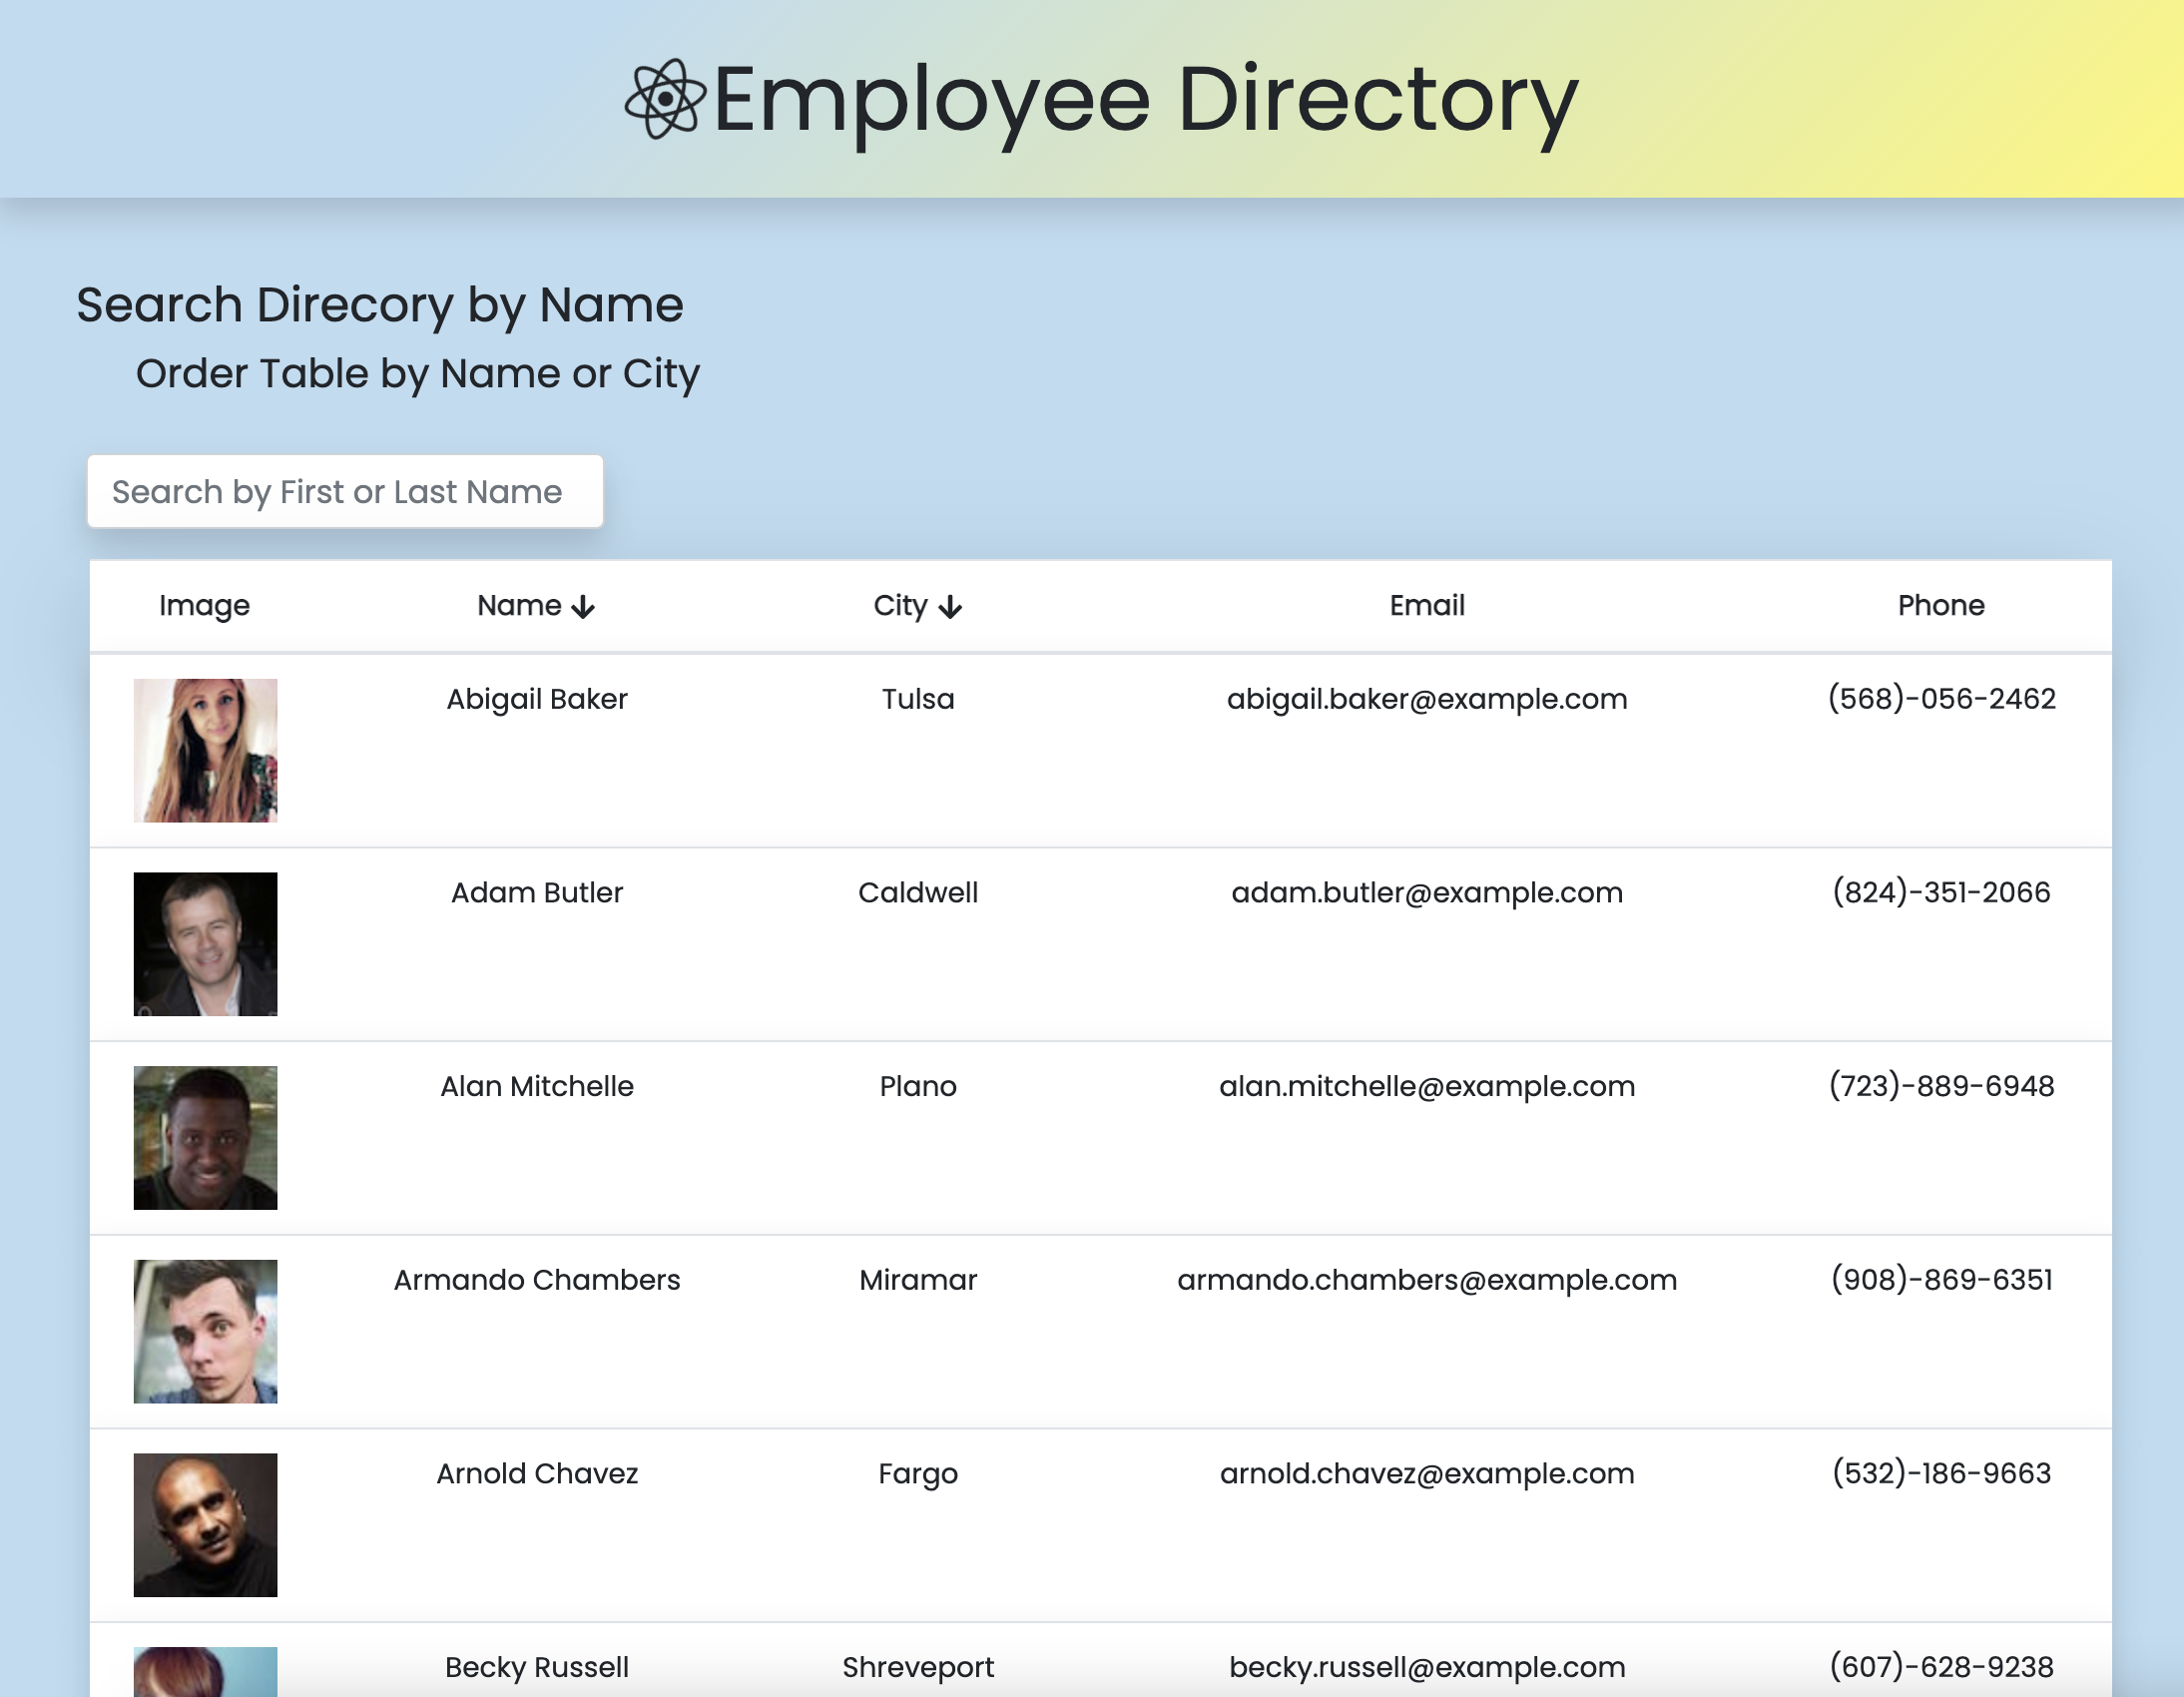 Employee Directory
Search Direcory by Name
Order Table by Name or City
Search by First or Last Name
Image Name City Email Phone
Abigail Baker Tulsa abigail.baker@example.com (568)-056-2462
Adam Butler Caldwell adam.butler@example.com (824)-351-2066
Alan Mitchelle Plano alan.mitchelle@example.com (723)-889-6948
Armando Chambers Miramar armando.chambers@example.com (908)-869-6351
Arnold Chavez Fargo arnold.chavez@example.com (532)-186-9663
Becky Russell Shreveport becky.russell@example.com (607)-628-9238